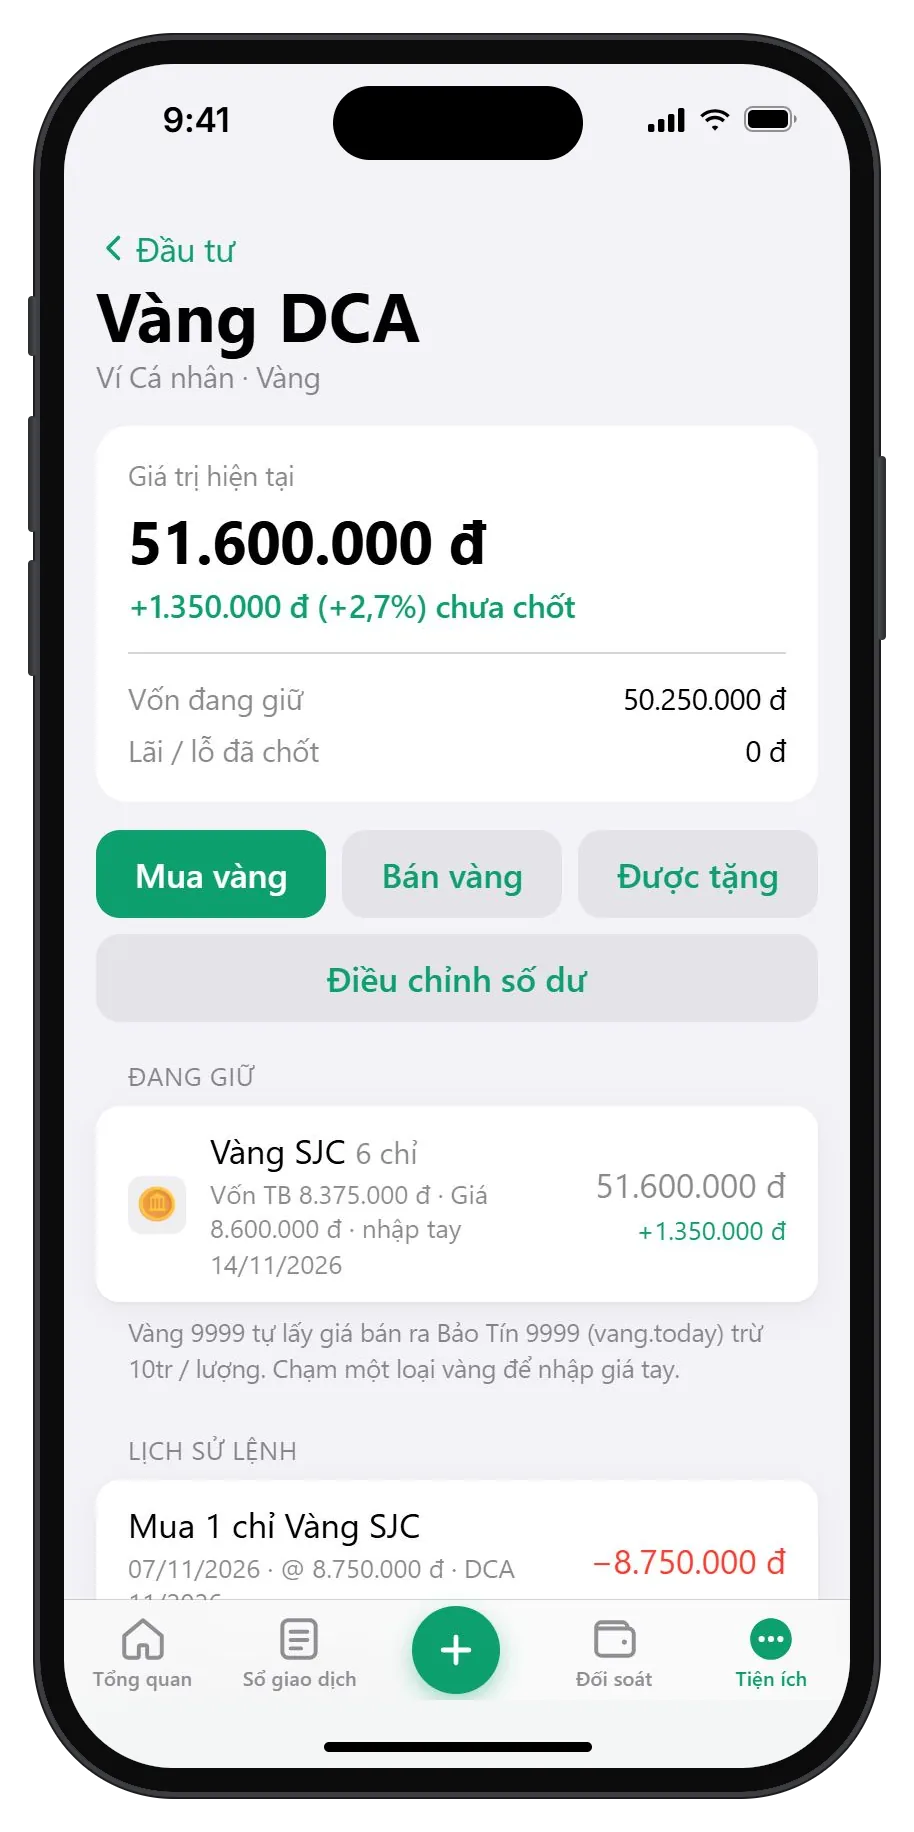 9:41
Đầu tư
Vàng DCA
Ví Cá nhân · Vàng
Giá trị hiện tại
51.600.000 đ
+1.350.000 đ (+2,7%) chưa chốt
Vốn đang giữ 50.250.000 đ
Lãi / lỗ đã chốt 0 đ
Mua vàng Bán vàng Được tặng
Điều chỉnh số dư
ĐANG GIỮ
Vàng SJC 6 chỉ
Vốn TB 8.375.000 đ · Giá
8.600.000 đ · nhập tay
14/11/2026
51.600.000 đ
+1.350.000 đ
Vàng 9999 tự lấy giá bán ra Bảo Tín 9999 (vang.today) trừ
10tr / lượng. Chạm một loại vàng để nhập giá tay.
LỊCH SỬ LỆNH
Mua 1 chỉ Vàng SJC
07/11/2026 · @ 8.750.000 đ · DCA
11/2026
−8.750.000 đ
Tổng quan Sổ giao dịch Đối soát Tiện ích